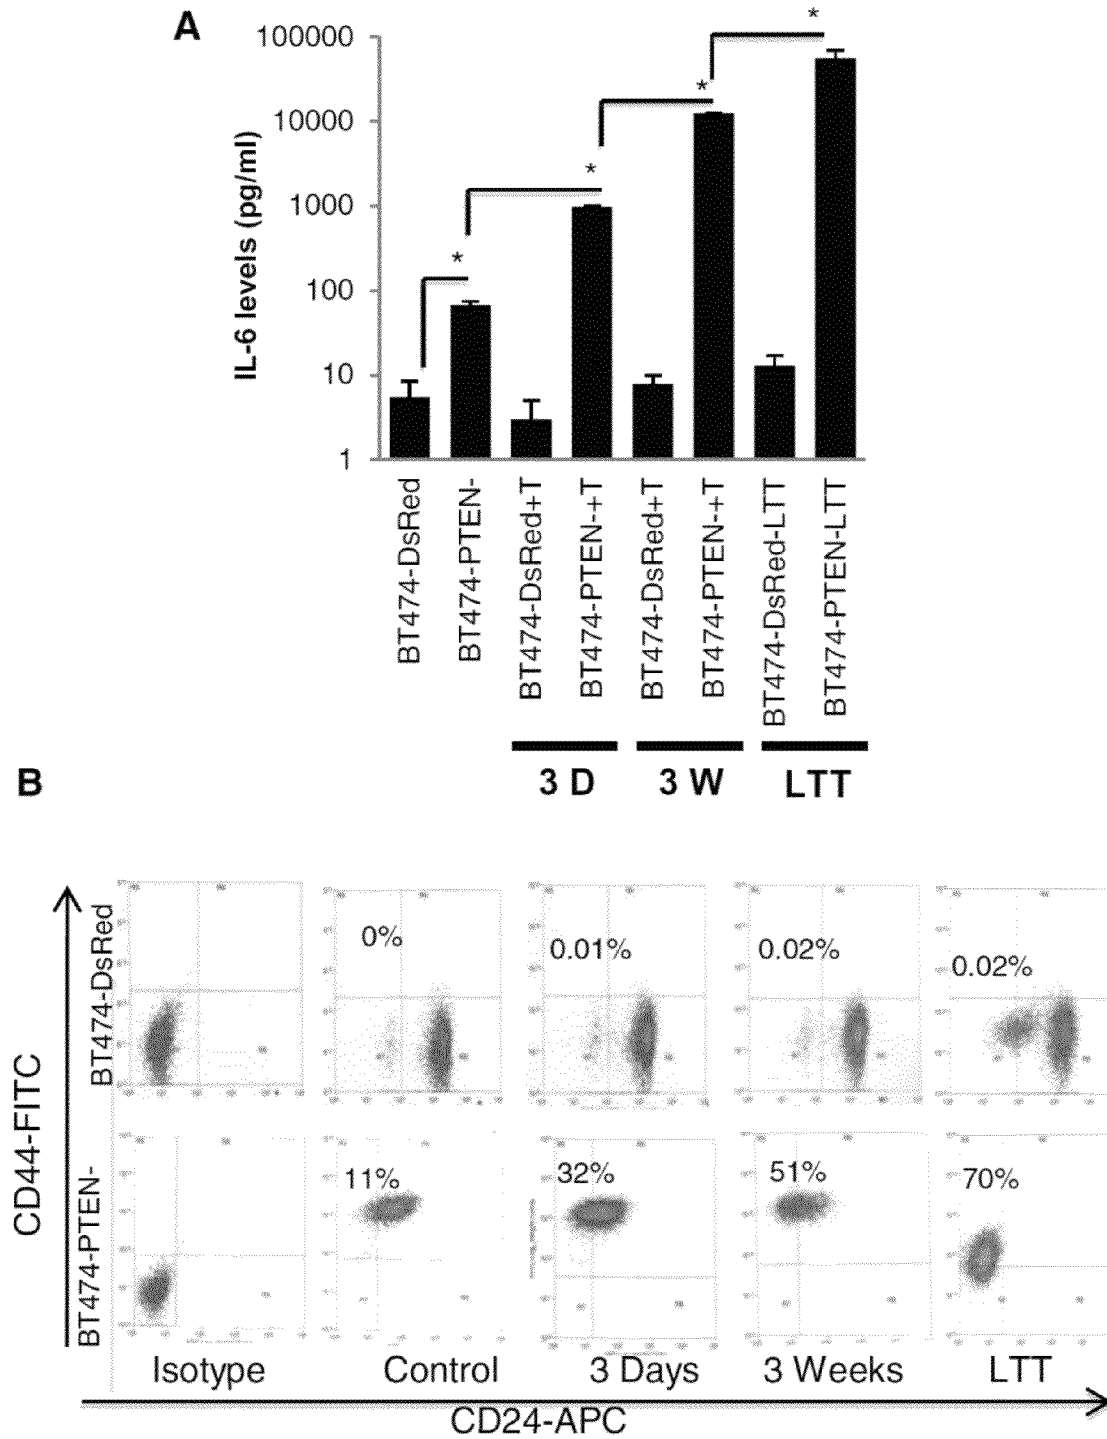 A
100000
10000
1000
100
10
1
IL-6 levels (pg/ml)
*
*
*
*
BT474-DsRed
BT474-PTEN-
BT474-DsRed+T
BT474-PTEN-+T
BT474-DsRed+T
BT474-PTEN-+T
BT474-DsRed-LTT
BT474-PTEN-LTT
3 D
3 W
LTT
B
CD44-FITC
BT474-DsRed
0%
0.01%
0.02%
0.02%
BT474-PTEN-
11%
32%
51%
70%
Isotype
Control
3 Days
3 Weeks
LTT
CD24-APC